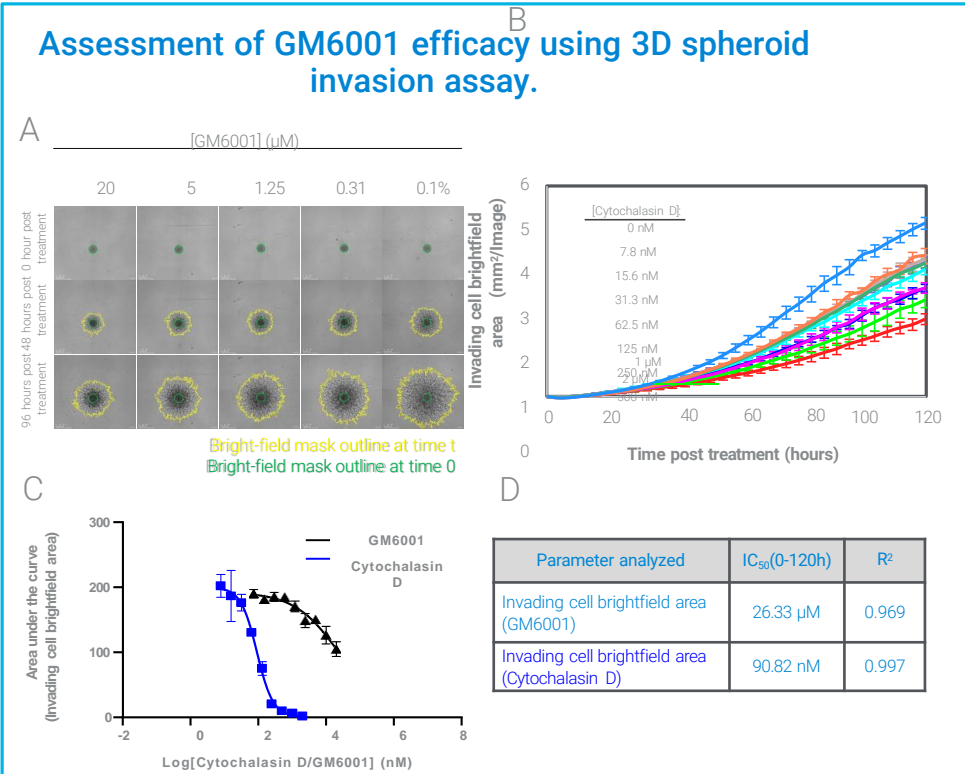 B
Assessment of GM6001 efficacy using 3D spheroid
invasion assay.
A
[GM6001] (µM)
20 5 1.25 0.31 0.1%
0 hour post
treatment
48 hours post
treatment
96 hours post
treatment
Bright-field mask outline at time t
Bright-field mask outline at time 0
Invading cell brightfield
area (mm²/Image)
6
5
4
3
2
1
0
[Cytochalasin D]:
0 nM
7.8 nM
15.6 nM
31.3 nM
62.5 nM
125 nM
1 µM
250 nM
2 µM
0 20 40 60 80 100 120
Time post treatment (hours)
C
Area under the curve
(Invading cell brightfield area)
300
200
100
0
GM6001
Cytochalasin
D
-2 0 2 4 6 8
Log[Cytochalasin D/GM6001] (nM)
D
Parameter analyzed IC₅₀(0-120h) R²
Invading cell brightfield area
(GM6001) 26.33 µM 0.969
Invading cell brightfield area
(Cytochalasin D) 90.82 nM 0.997